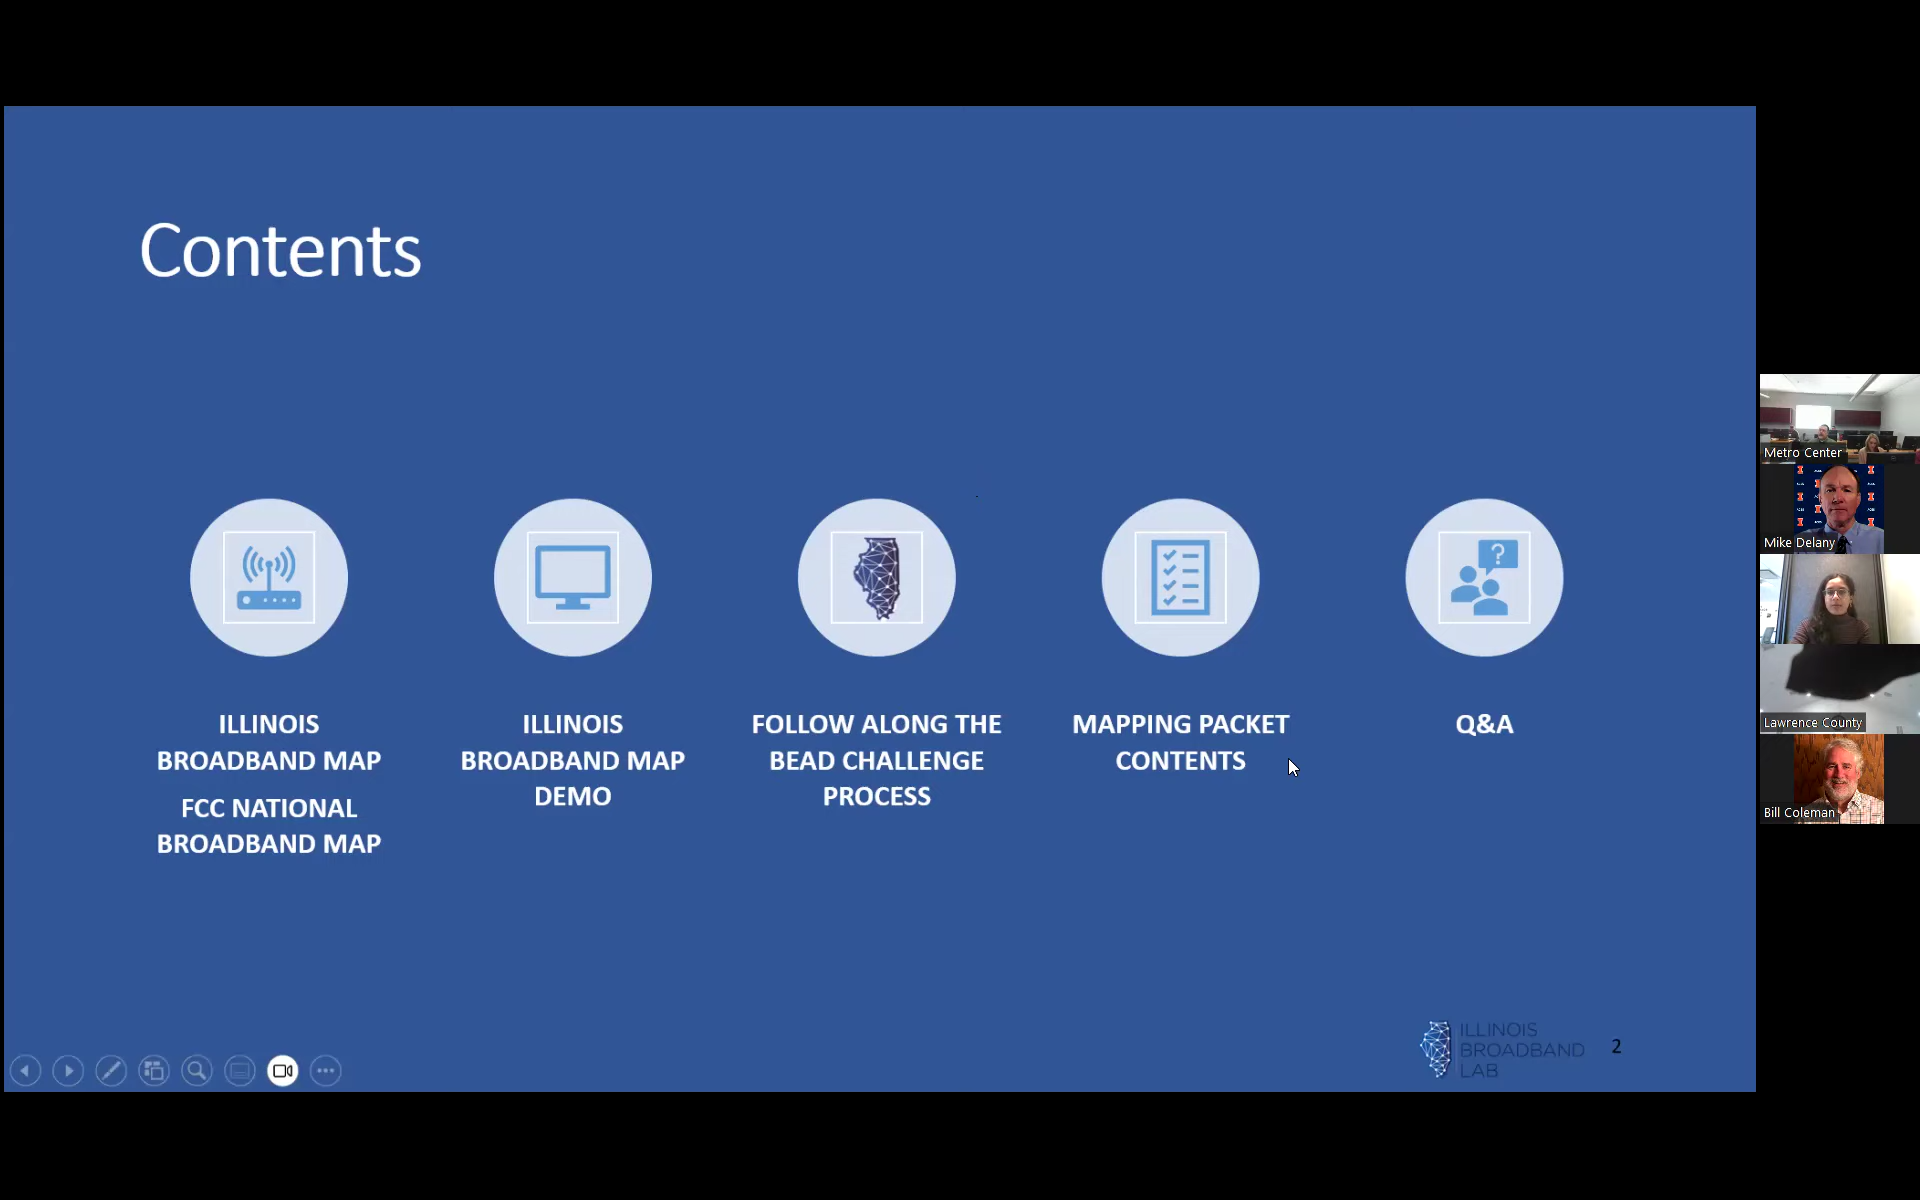 Contents
ILLINOIS
BROADBAND MAP
FCC NATIONAL
BROADBAND MAP
ILLINOIS
BROADBAND MAP
DEMO
FOLLOW ALONG THE
BEAD CHALLENGE
PROCESS
MAPPING PACKET
CONTENTS
?
Q&A
ILLINOIS
BROADBAND
LAB
2
Metro Center
Mike Delany
Lawrence County
Bill Coleman